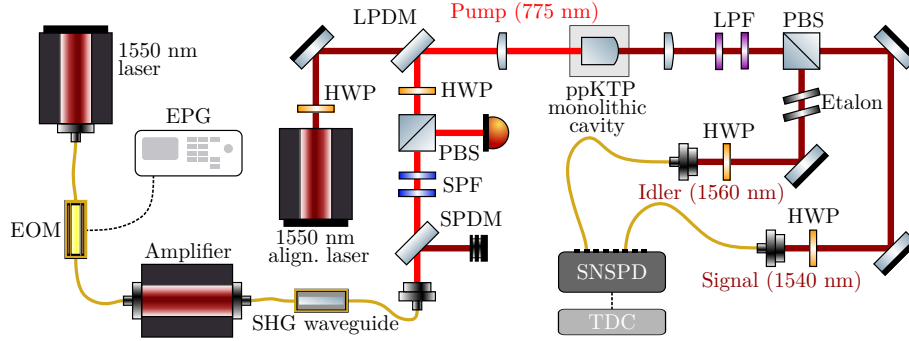 1550 nm
laser
EPG
EOM
Amplifier
SHG waveguide
LPDM
HWP
1550 nm
align. laser
HWP
PBS
SPF
SPDM
Pump (775 nm)
ppKTP
monolithic
cavity
LPF
PBS
Etalon
HWP
Idler (1560 nm)
HWP
Signal (1540 nm)
SNSPD
TDC